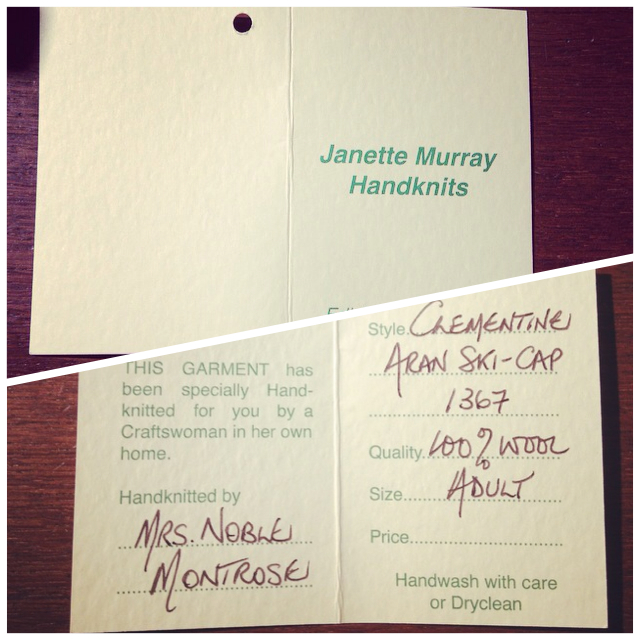 Janette Murray
Handknits
THIS GARMENT has
been specially Hand-
knitted for you by a
Craftswoman in her own
home.
Handknitted by
MRS. NOBLE
MONTROSE
Style CLEMENTINE
ARAN SKI-CAP
1367
Quality 100% WOOL
Size ADULT
Price
Handwash with care
or Dryclean